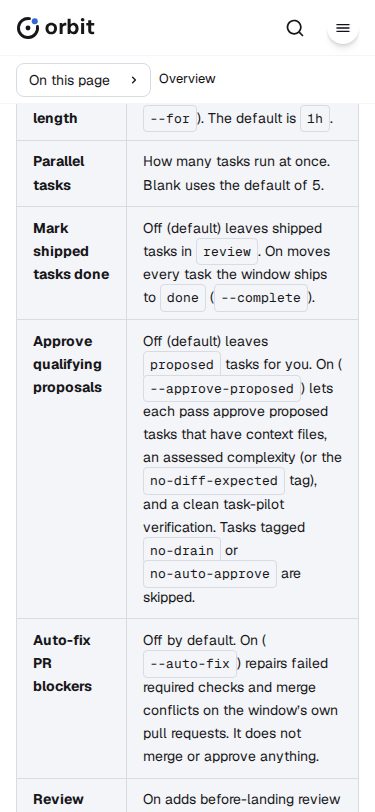 orbit
On this page
Overview
length
--for). The default is 1h.
Parallel
tasks
How many tasks run at once.
Blank uses the default of 5.
Mark
shipped
tasks done
Off (default) leaves shipped
tasks in review. On moves
every task the window ships
to done (--complete).
Approve
qualifying
proposals
Off (default) leaves
proposed tasks for you. On (
--approve-proposed) lets
each pass approve proposed
tasks that have context files,
an assessed complexity (or the
no-diff-expected tag),
and a clean task-pilot
verification. Tasks tagged
no-drain or
no-auto-approve are
skipped.
Auto-fix
PR
blockers
Off by default. On (
--auto-fix) repairs failed
required checks and merge
conflicts on the window's own
pull requests. It does not
merge or approve anything.
Review
On adds before-landing review